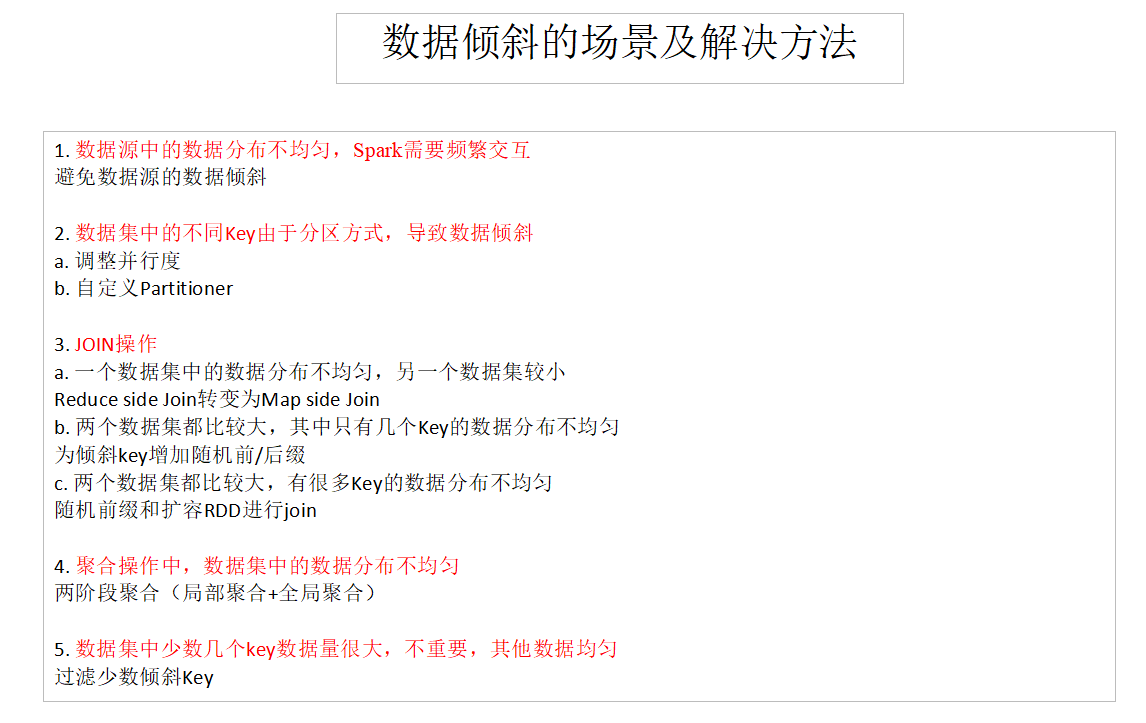 数据倾斜的场景及解决方法
1. 数据源中的数据分布不均匀，Spark需要频繁交互
避免数据源的数据倾斜
2. 数据集中的不同Key由于分区方式，导致数据倾斜
a. 调整并行度
b. 自定义Partitioner
3. JOIN操作
a. 一个数据集中的数据分布不均匀，另一个数据集较小
Reduce side Join转变为Map side Join
b. 两个数据集都比较大，其中只有几个Key的数据分布不均匀
为倾斜key增加随机前/后缀
c. 两个数据集都比较大，有很多Key的数据分布不均匀
随机前缀和扩容RDD进行join
4. 聚合操作中，数据集中的数据分布不均匀
两阶段聚合（局部聚合+全局聚合）
5. 数据集中少数几个key数据量很大，不重要，其他数据均匀
过滤少数倾斜Key